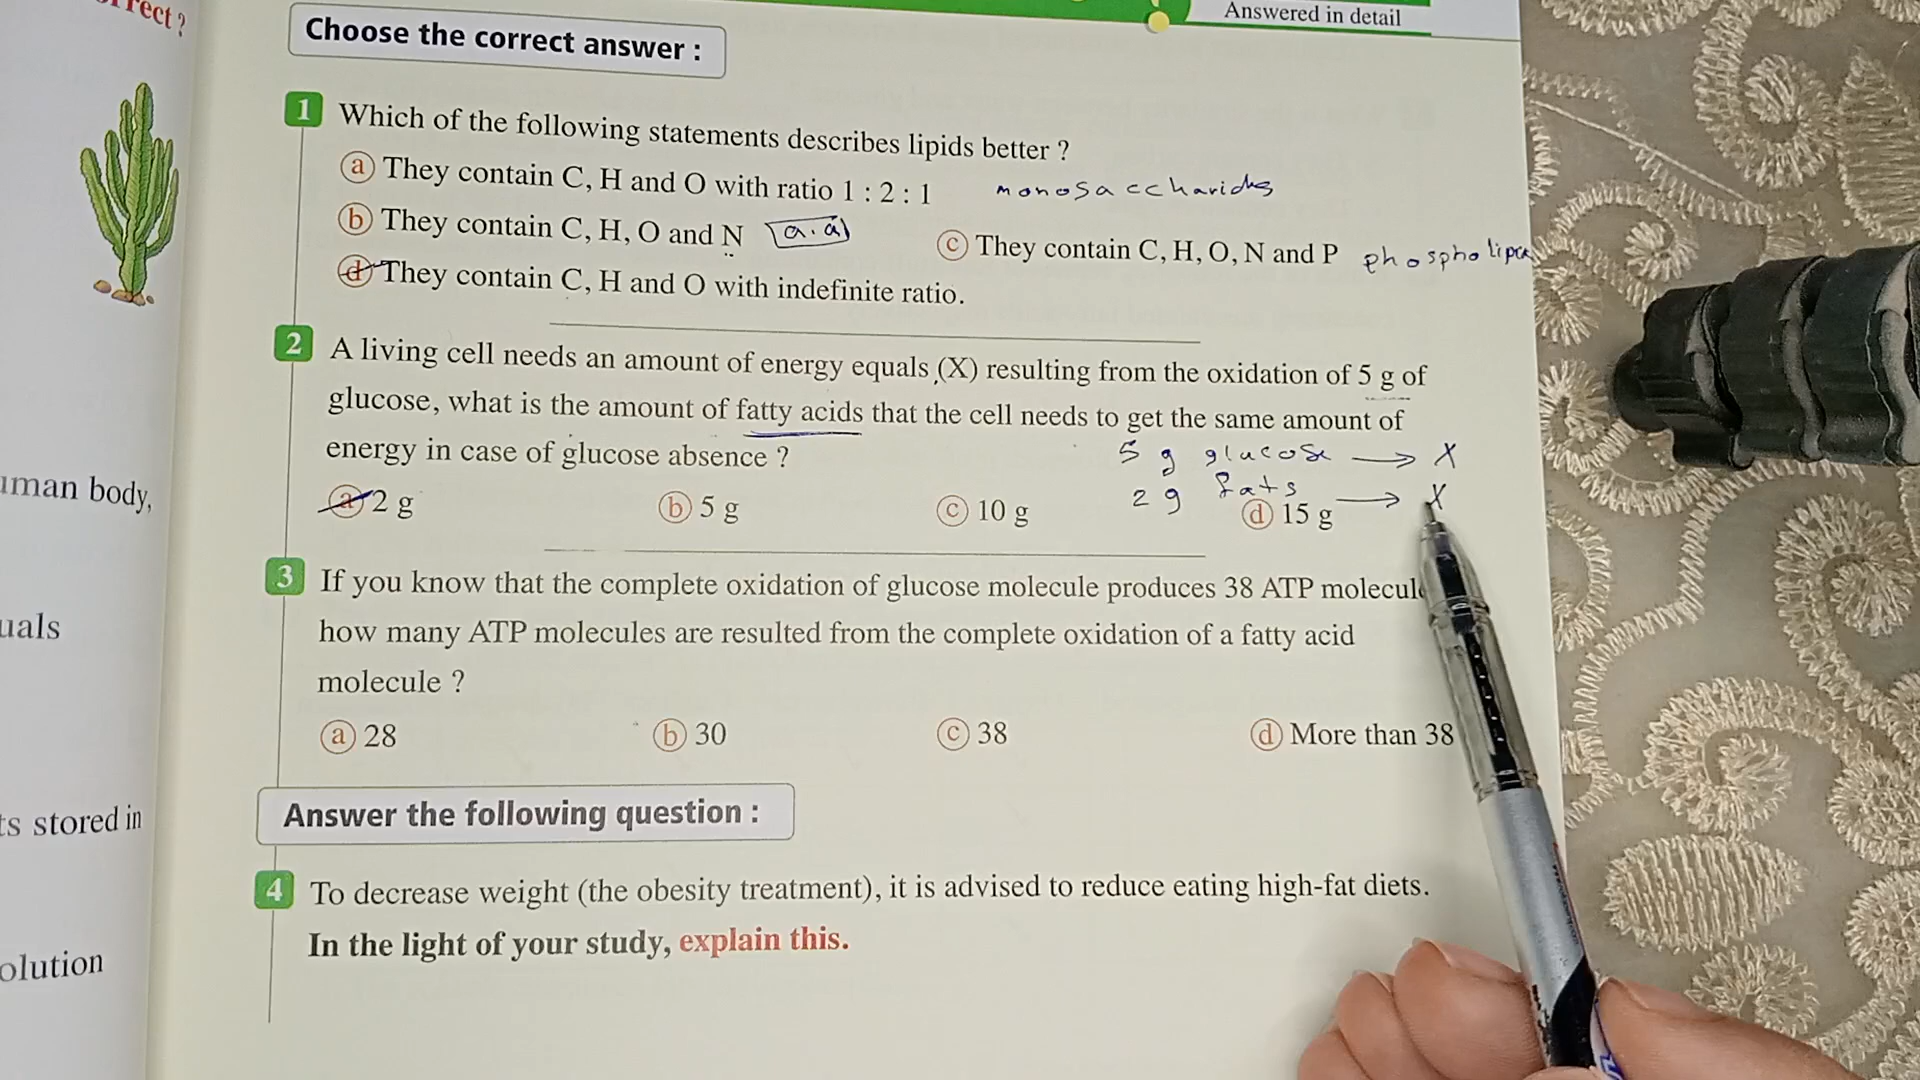 rrect ?
Answered in detail
Choose the correct answer :
1 Which of the following statements describes lipids better ?
a They contain C, H and O with ratio 1 : 2 : 1 monosaccharides
b They contain C, H, O and N a.a
c They contain C, H, O, N and P phospholipi
d They contain C, H and O with indefinite ratio.
2 A living cell needs an amount of energy equals (X) resulting from the oxidation of 5 g of
glucose, what is the amount of fatty acids that the cell needs to get the same amount of
energy in case of glucose absence ?
5 g glucose → X
2 g fats → X
a 2 g b 5 g c 10 g d 15 g
3 If you know that the complete oxidation of glucose molecule produces 38 ATP molecul
how many ATP molecules are resulted from the complete oxidation of a fatty acid
molecule ?
a 28 b 30 c 38 d More than 38
Answer the following question :
4 To decrease weight (the obesity treatment), it is advised to reduce eating high-fat diets.
In the light of your study, explain this.
uman body,
uals
ts stored in
olution